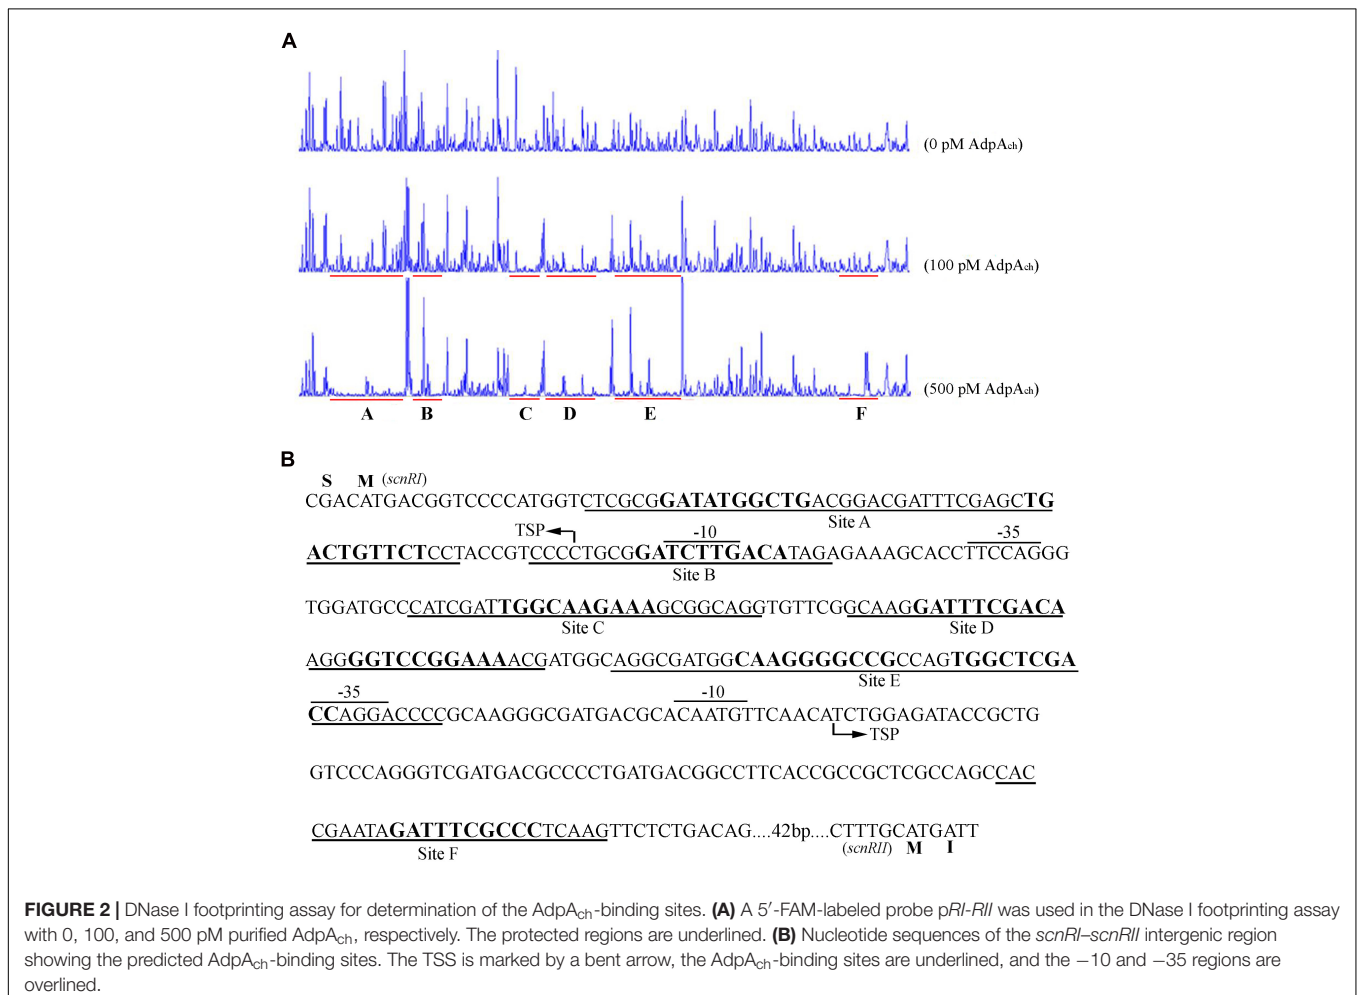 A
(0 pM AdpAch)
(100 pM AdpAch)
(500 pM AdpAch)
A B C D E F
B
S M (scnRI)
CGACATGACGGTCCCCATGGTCTCGCGGATATGGCTGACGGACGATTTCGAGCTG
Site A
TSP -10 -35
ACTGTTCTCCTACCGTCCCCTGCGGATCTTGACATAGAGAAAGCACCTTCCAGGG
Site B
TGGATGCCCATCGATTGGCAAGAAAGCGGCAGGTGTTCGGCAAGGATTTCGACA
Site C Site D
AGGGGTCCGGAAAACGATGGCAGGCGATGGCAAGGGGCCGCCAGTGGCTCGA
Site E
-35 -10
CCAGGACCCCGCAAGGGCGATGACGCACAATGTTCAACATCTGGAGATACCGCTG
TSP
GTCCCAGGGTCGATGACGCCCCTGATGACGGCCTTCACCGCCGCTCGCCAGCCAC
CGAATAGATTTCGCCCTCAAGTTCTCTGACAG....42bp....CTTTGCATGATT
Site F (scnRII) M I
FIGURE 2 | DNase I footprinting assay for determination of the AdpAch-binding sites. (A) A 5′-FAM-labeled probe pRI-RII was used in the DNase I footprinting assay
with 0, 100, and 500 pM purified AdpAch, respectively. The protected regions are underlined. (B) Nucleotide sequences of the scnRI–scnRII intergenic region
showing the predicted AdpAch-binding sites. The TSS is marked by a bent arrow, the AdpAch-binding sites are underlined, and the −10 and −35 regions are
overlined.